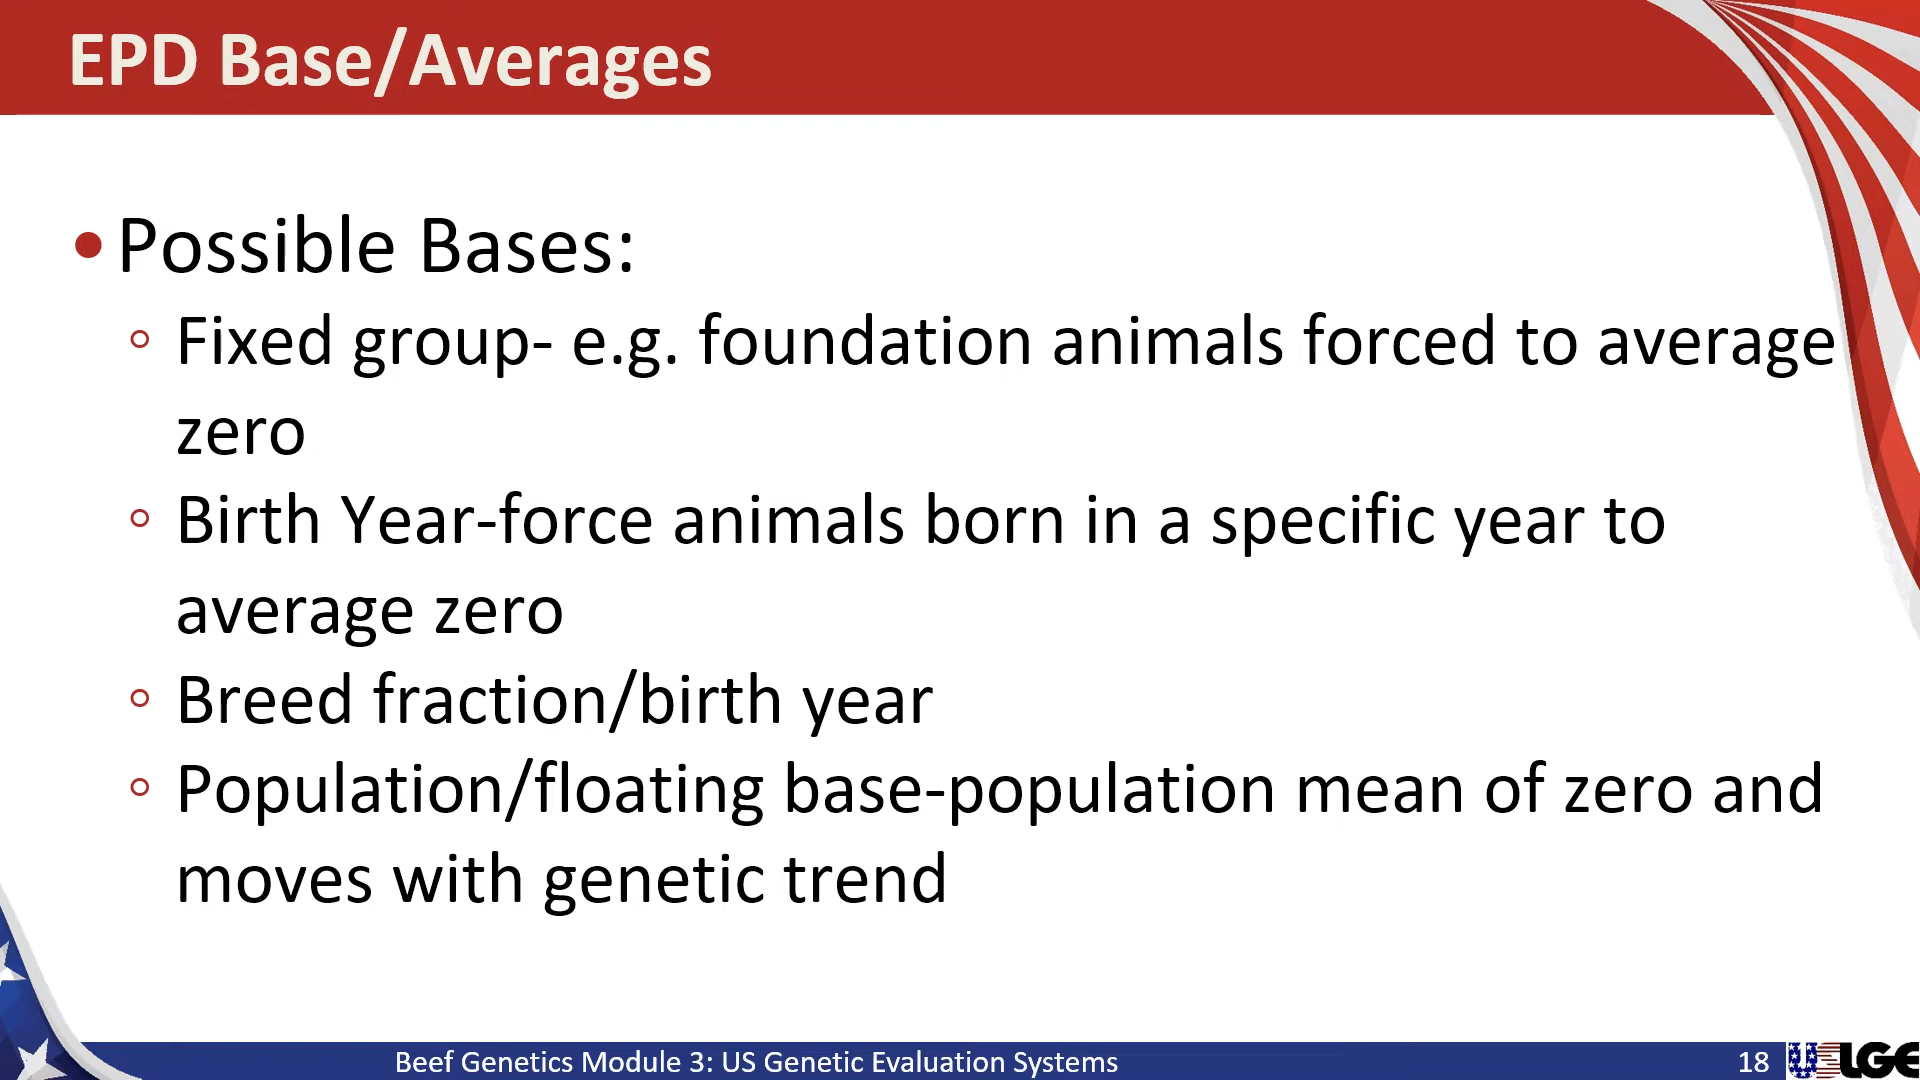 EPD Base/Averages
• Possible Bases:
◦ Fixed group- e.g. foundation animals forced to average
zero
◦ Birth Year-force animals born in a specific year to
average zero
◦ Breed fraction/birth year
◦ Population/floating base-population mean of zero and
moves with genetic trend
Beef Genetics Module 3: US Genetic Evaluation Systems
18
USLGE